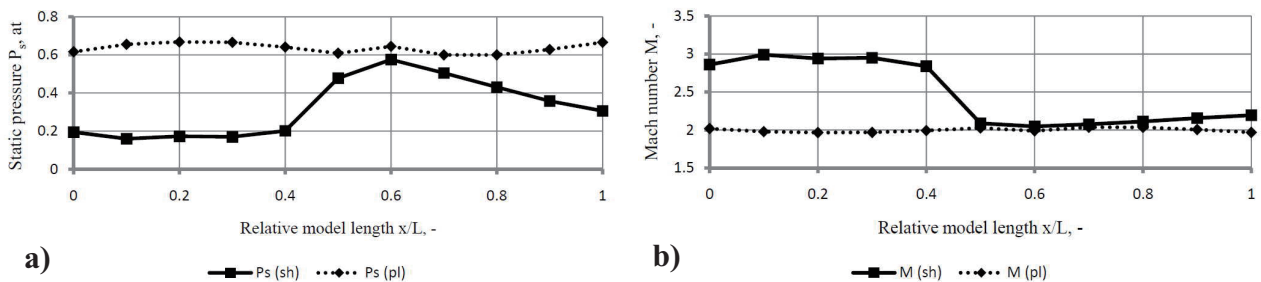 Static pressure Ps, at
0.8
0.6
0.4
0.2
0
0
0.2
0.4
0.6
0.8
1
Relative model length x/L, -
a)
Ps (sh)
Ps (pl)
Mach number M, -
3.5
3
2.5
2
1.5
0
0.2
0.4
0.6
0.8
1
Relative model length x/L, -
b)
M (sh)
M (pl)